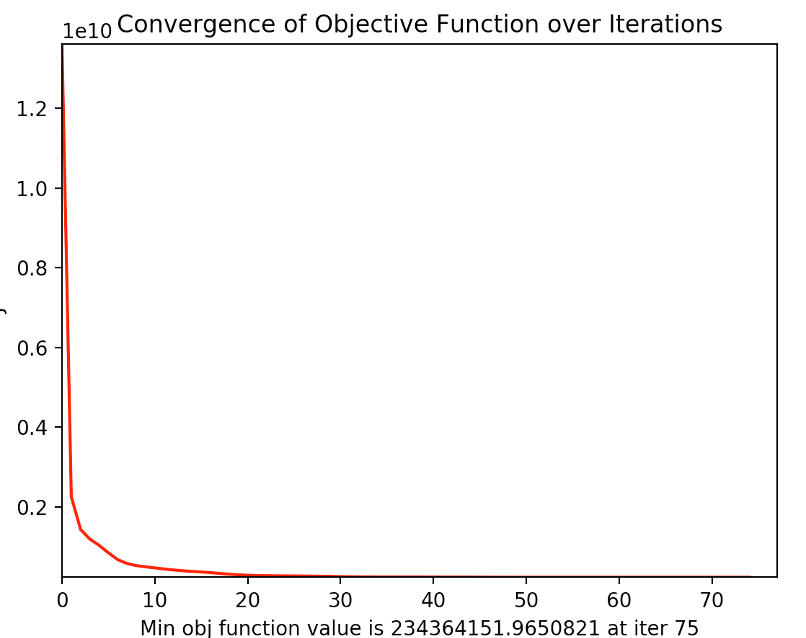 1e10 Convergence of Objective Function over Iterations
1.2
1.0
0.8
0.6
0.4
0.2
0 10 20 30 40 50 60 70
Min obj function value is 234364151.9650821 at iter 75